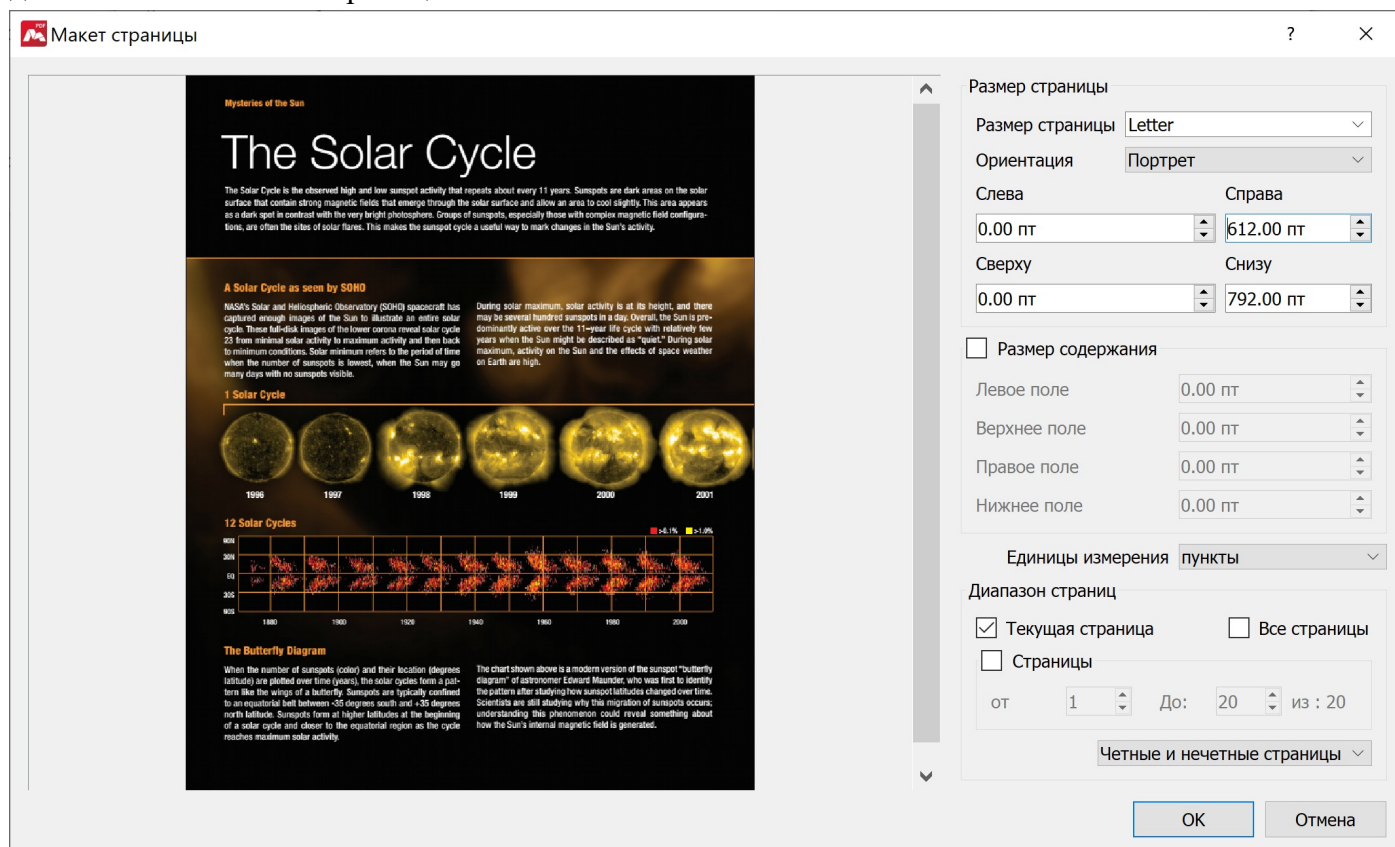 PDF
Макет страницы
?
Mysteries of the Sun
The Solar Cycle
The Solar Cycle is the observed high and low sunspot activity that repeats about every 11 years. Sunspots are dark areas on the solar
surface that contain strong magnetic fields that emerge through the solar surface and allow an area to cool slightly. This area appears
as a dark spot in contrast with the very bright photosphere. Groups of sunspots, especially those with complex magnetic field configura-
tions, are often the sites of solar flares. This makes the sunspot cycle a useful way to mark changes in the Sun's activity.
A Solar Cycle as seen by SOHO
NASA's Solar and Heliospheric Observatory (SOHO) spacecraft has
captured enough images of the Sun to illustrate an entire solar
cycle. These full-disk images of the lower corona reveal solar cycle
23 from minimal solar activity to maximum activity and then back
to minimum conditions. Solar minimum refers to the period of time
when the number of sunspots is lowest, when the Sun may go
many days with no sunspots visible.
During solar maximum, solar activity is at its height, and there
may be several hundred sunspots in a day. Overall, the Sun is pre-
dominantly active over the 11-year life cycle with relatively few
years when the Sun might be described as "quiet." During solar
maximum, activity on the Sun and the effects of space weather
on Earth are high.
1 Solar Cycle
1996 1997 1998 1999 2000 2001
12 Solar Cycles
>0.1% >1.0%
90N
30N
EQ
30S
90S
1880 1900 1920 1940 1960 1980 2000
The Butterfly Diagram
When the number of sunspots (color) and their location (degrees
latitude) are plotted over time (years), the solar cycles form a pat-
tern like the wings of a butterfly. Sunspots are typically confined
to an equatorial belt between -35 degrees south and +35 degrees
north latitude. Sunspots form at higher latitudes at the beginning
of a solar cycle and closer to the equatorial region as the cycle
reaches maximum solar activity.
The chart shown above is a modern version of the sunspot "butterfly
diagram" of astronomer Edward Maunder, who was first to identify
the pattern after studying how sunspot latitudes changed over time.
Scientists are still studying why this migration of sunspots occurs;
understanding this phenomenon could reveal something about
how the Sun's internal magnetic field is generated.
Размер страницы
Размер страницы Letter
Ориентация Портрет
Слева Справа
0.00 пт 612.00 пт
Сверху Снизу
0.00 пт 792.00 пт
Размер содержания
Левое поле 0.00 пт
Верхнее поле 0.00 пт
Правое поле 0.00 пт
Нижнее поле 0.00 пт
Единицы измерения пункты
Диапазон страниц
Текущая страница Все страницы
Страницы
от 1 До: 20 из : 20
Четные и нечетные страницы
OK Отмена